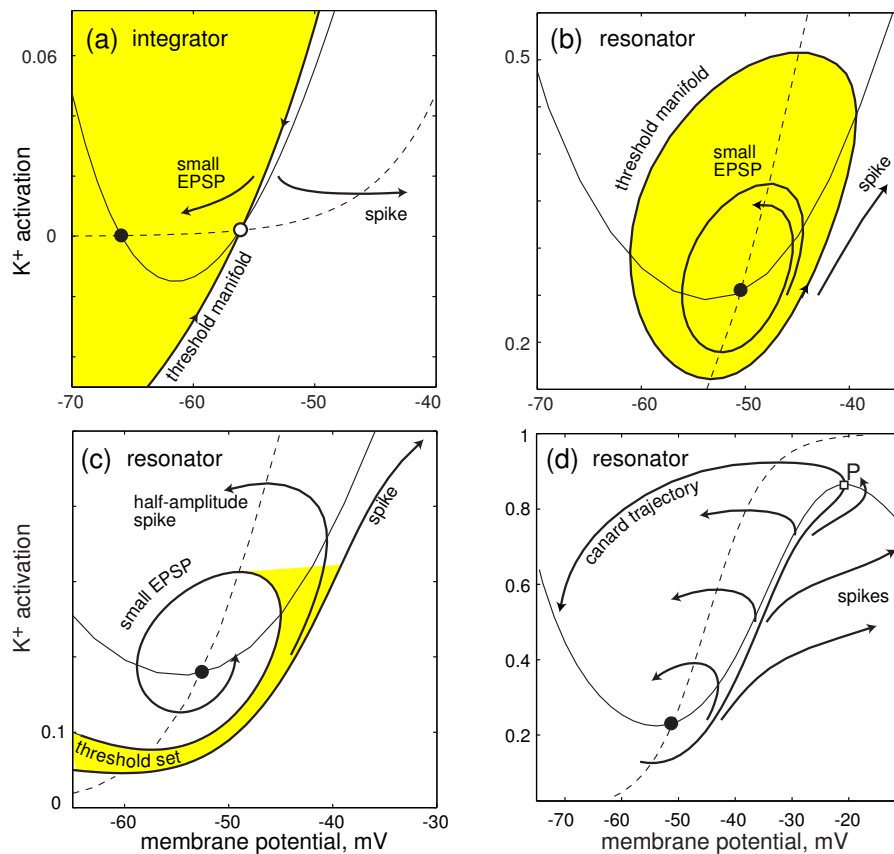 (a) integrator
0.06
small
EPSP
spike
0
K+ activation
threshold manifold
-70
-60
-50
-40
(b) resonator
0.5
threshold manifold
small
EPSP
spike
0.2
-70
-60
-50
-40
(c) resonator
half-amplitude
spike
spike
small EPSP
K+ activation
0.1
threshold set
0
-60
-50
-40
-30
membrane potential, mV
1
(d) resonator
P
canard trajectory
0.8
0.6
spikes
0.4
0.2
-70
-60
-50
-40
-30
-20
membrane potential, mV